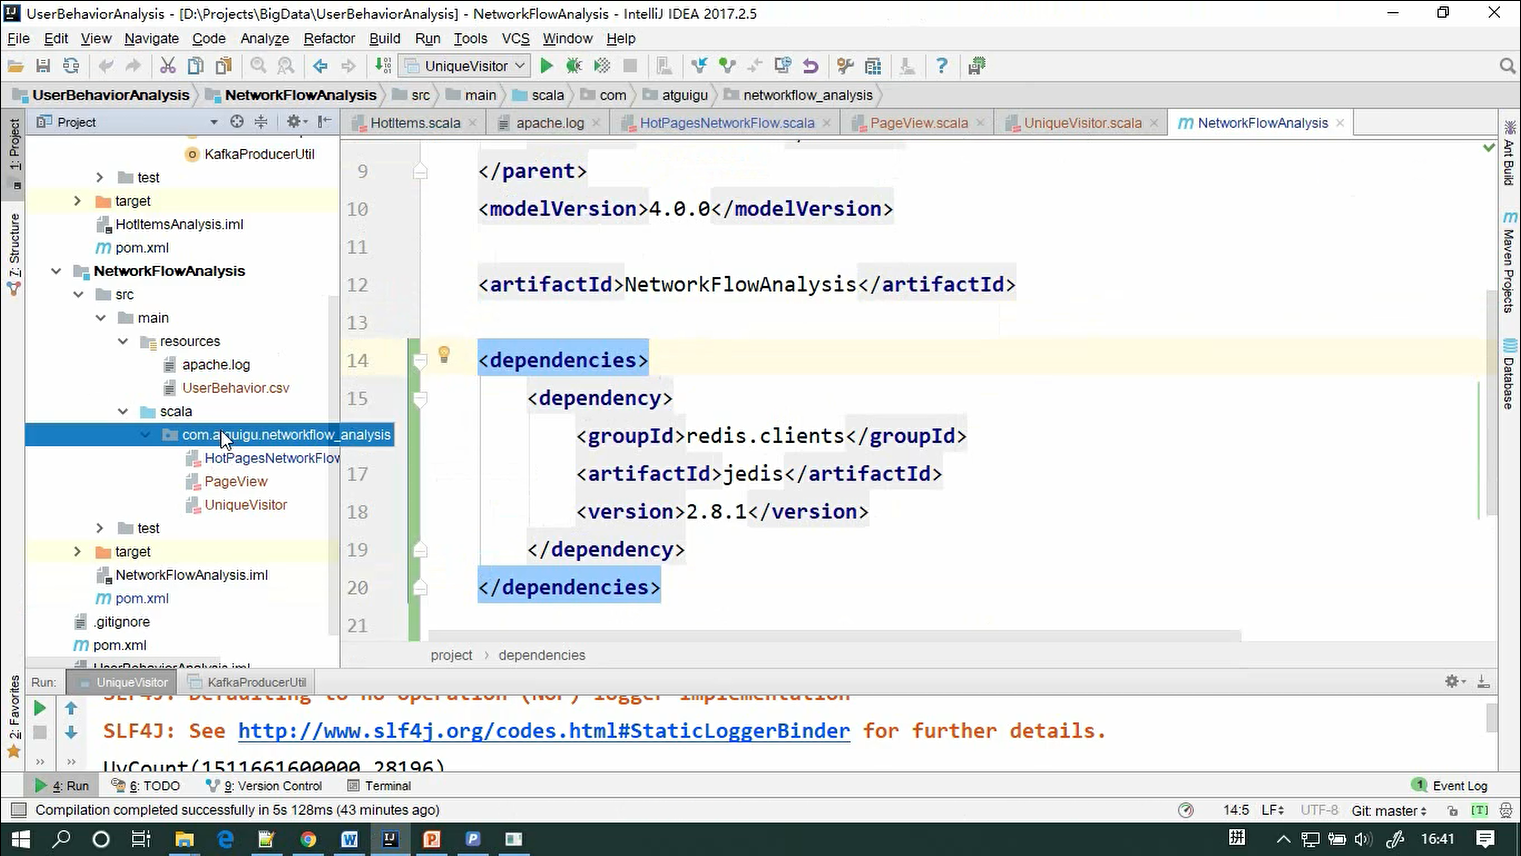 UserBehaviorAnalysis - [D:\Projects\BigData\UserBehaviorAnalysis] - NetworkFlowAnalysis - IntelliJ IDEA 2017.2.5
File Edit View Navigate Code Analyze Refactor Build Run Tools VCS Window Help
UniqueVisitor
UserBehaviorAnalysis NetworkFlowAnalysis src main scala com atguigu networkflow_analysis
Project
HotItems.scala apache.log HotPagesNetworkFlow.scala PageView.scala UniqueVisitor.scala NetworkFlowAnalysis
1: Project
7: Structure
2: Favorites
KafkaProducerUtil
test
target
HotItemsAnalysis.iml
pom.xml
NetworkFlowAnalysis
src
main
resources
apache.log
UserBehavior.csv
scala
com.atguigu.networkflow_analysis
HotPagesNetworkFlow
PageView
UniqueVisitor
test
target
NetworkFlowAnalysis.iml
pom.xml
.gitignore
pom.xml
UserBehaviorAnalysis.iml
9 </parent>
10 <modelVersion>4.0.0</modelVersion>
11
12 <artifactId>NetworkFlowAnalysis</artifactId>
13
14 <dependencies>
15 <dependency>
<groupId>redis.clients</groupId>
17 <artifactId>jedis</artifactId>
18 <version>2.8.1</version>
19 </dependency>
20 </dependencies>
21
project › dependencies
Ant Build
Maven Projects
Database
Run: UniqueVisitor KafkaProducerUtil
SLF4J: Defaulting to no-operation (NOP) logger implementation
SLF4J: See http://www.slf4j.org/codes.html#StaticLoggerBinder for further details.
UvCount(1511661600000,28196)
4: Run 6: TODO 9: Version Control Terminal 1 Event Log
Compilation completed successfully in 5s 128ms (43 minutes ago) 14:5 LF UTF-8 Git: master [T]
拼 16:41